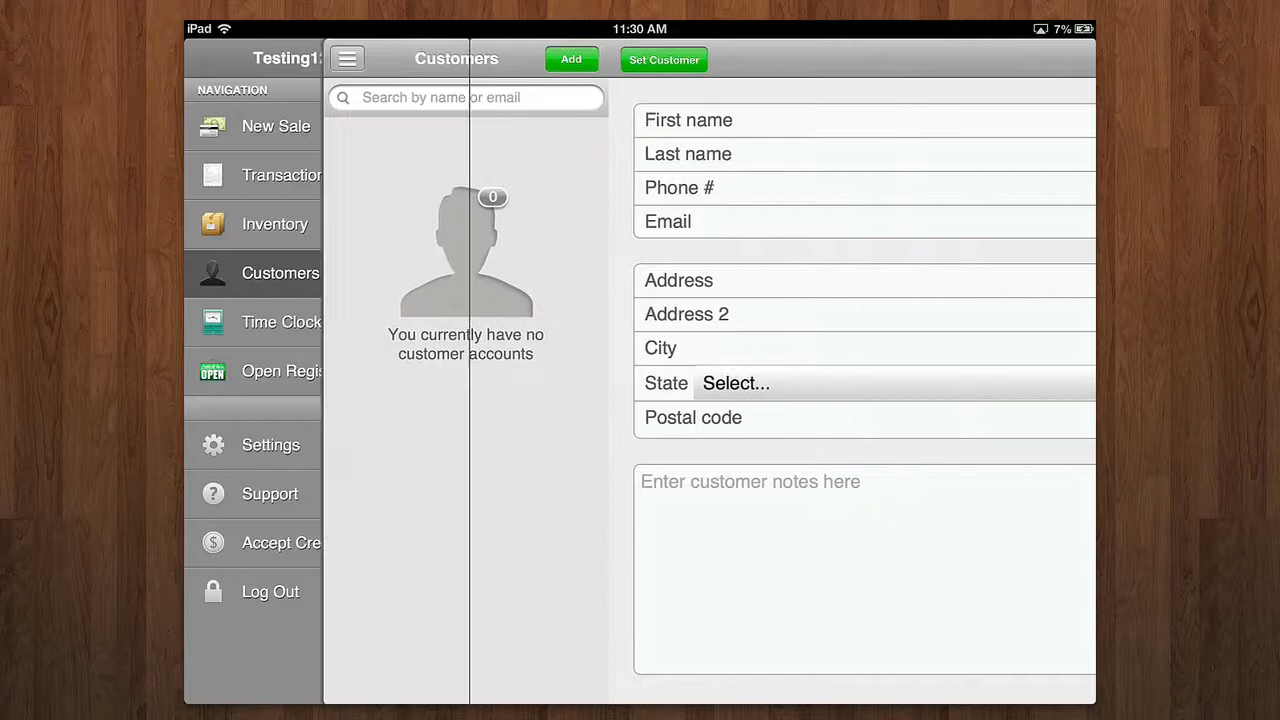 iPad 11:30 AM 7%
Testing12
NAVIGATION
New Sale
Transaction
Inventory
Customers
Time Clock
OPEN Open Regis
Settings
Support
Accept Cre
Log Out
Customers Add Set Customer
Search by name or email
0
You currently have no
customer accounts
First name
Last name
Phone #
Email
Address
Address 2
City
State Select...
Postal code
Enter customer notes here